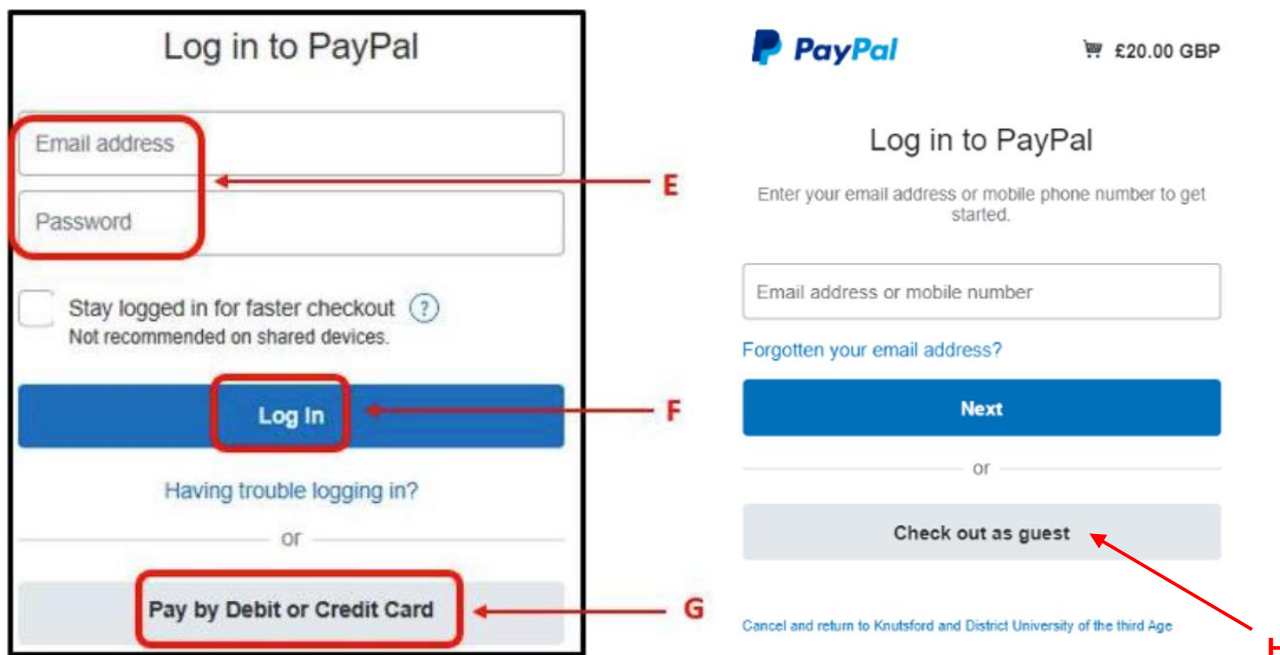 Log in to PayPal
Email address
Password
E
Stay logged in for faster checkout ?
Not recommended on shared devices.
Log In
F
Having trouble logging in?
or
Pay by Debit or Credit Card
G
PayPal
£20.00 GBP
Log in to PayPal
Enter your email address or mobile phone number to get
started.
Email address or mobile number
Forgotten your email address?
Next
or
Check out as guest
H
Cancel and return to Knutsford and District University of the third Age